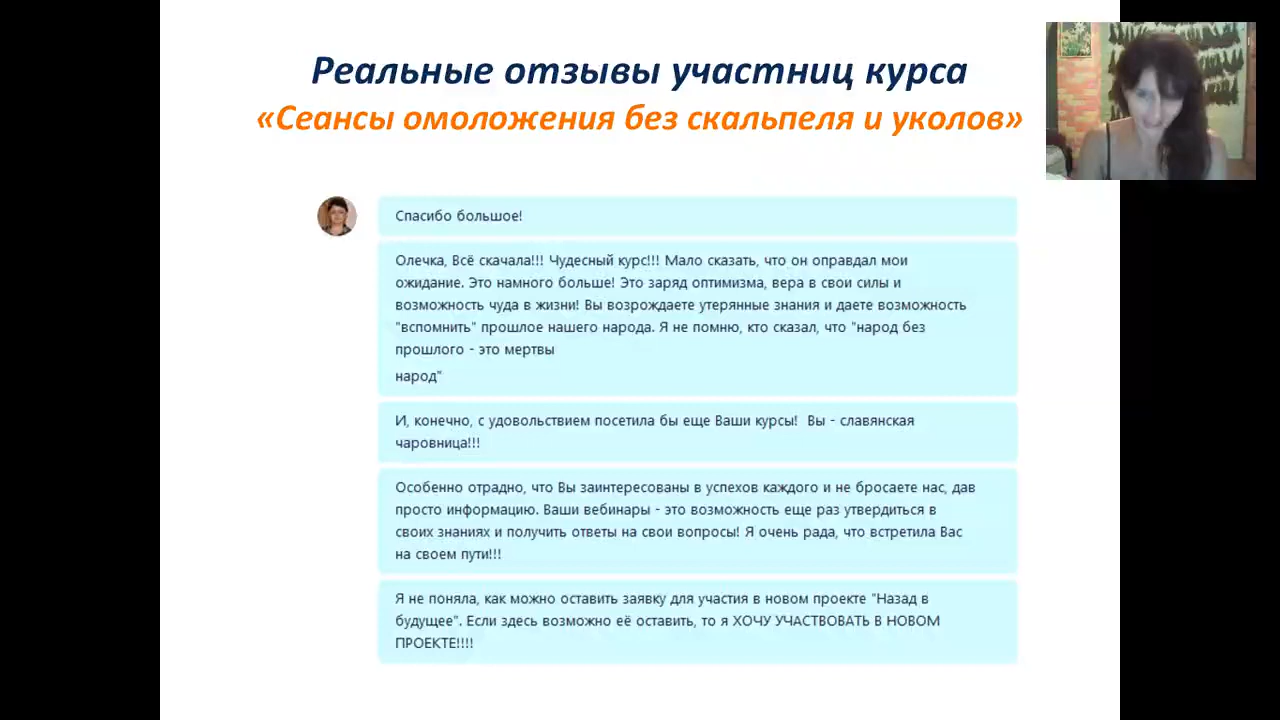 Реальные отзывы участниц курса
«Сеансы омоложения без скальпеля и уколов»
Спасибо большое!
Олечка, Всё скачала!!! Чудесный курс!!! Мало сказать, что он оправдал мои
ожидание. Это намного больше! Это заряд оптимизма, вера в свои силы и
возможность чуда в жизни! Вы возрождаете утерянные знания и даете возможность
"вспомнить" прошлое нашего народа. Я не помню, кто сказал, что "народ без
прошлого - это мертвы
народ"
И, конечно, с удовольствием посетила бы еще Ваши курсы! Вы - славянская
чаровница!!!
Особенно отрадно, что Вы заинтересованы в успехов каждого и не бросаете нас, дав
просто информацию. Ваши вебинары - это возможность еще раз утвердиться в
своих знаниях и получить ответы на свои вопросы! Я очень рада, что встретила Вас
на своем пути!!!
Я не поняла, как можно оставить заявку для участия в новом проекте "Назад в
будущее". Если здесь возможно её оставить, то я ХОЧУ УЧАСТВОВАТЬ В НОВОМ
ПРОЕКТЕ!!!!